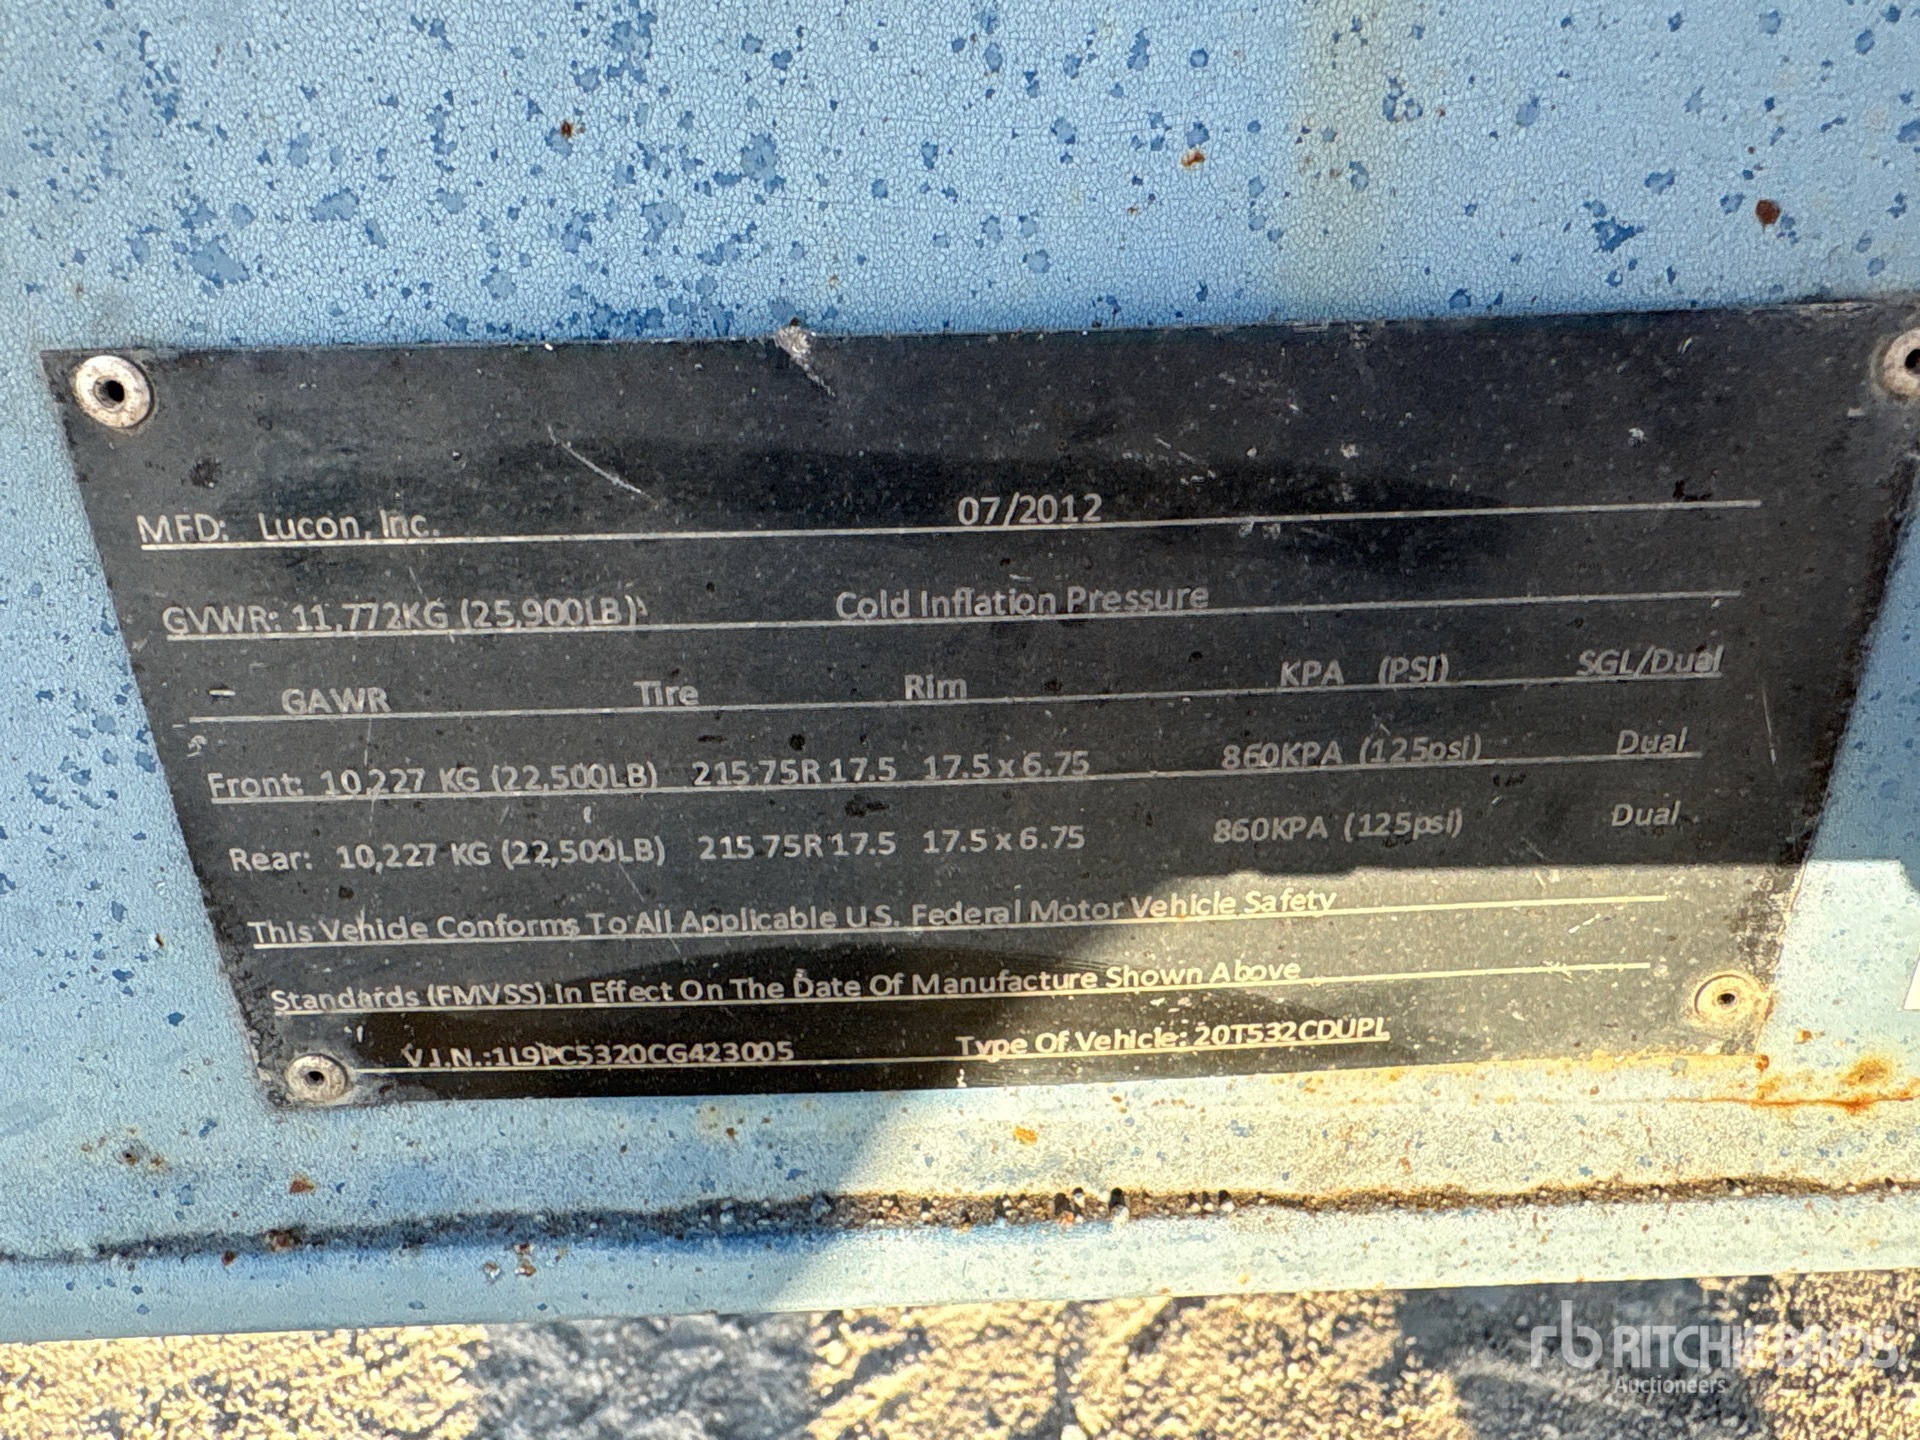 MFD: Lucon, Inc. 07/2012
GVWR: 11,772KG (25,900LB) Cold Inflation Pressure
GAWR Tire Rim KPA (PSI) SGL/Dual
Front: 10,227 KG (22,500LB) 215 75R 17.5 17.5 x 6.75 860KPA (125psi) Dual
Rear: 10,227 KG (22,500LB) 215 75R 17.5 17.5 x 6.75 860KPA (125psi) Dual
This Vehicle Conforms To All Applicable U.S. Federal Motor Vehicle Safety
Standards (FMVSS) In Effect On The Date Of Manufacture Shown Above
V.I.N.:1L9PC5320CG423005 Type Of Vehicle: 20T532CDUPL
rb RITCHIE BROS.
Auctioneers